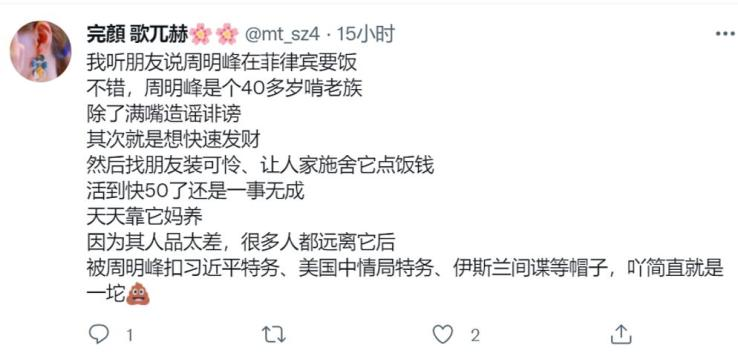 完顏 歌兀赫🌸🌸 @mt_sz4 · 15小时
我听朋友说周明峰在菲律宾要饭
不错，周明峰是个40多岁啃老族
除了满嘴造谣诽谤
其次就是想快速发财
然后找朋友装可怜、让人家施舍它点饭钱
活到快50了还是一事无成
天天靠它妈养
因为其人品太差，很多人都远离它后
被周明峰扣习近平特务、美国中情局特务、伊斯兰间谍等帽子，吖简直就是
一坨💩
1 2